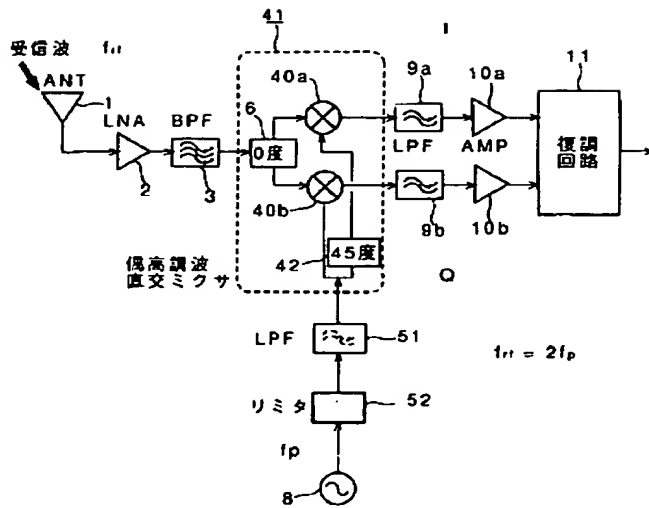 受信波 frf
ANT
1
LNA
2
BPF
3
41
6
0度
40a
40b
42
45度
偶高調波
直交ミクサ
I
9a
LPF
9b
Q
10a
AMP
10b
11
復調
回路
LPF
51
リミタ
52
frf = 2fp
fp
8